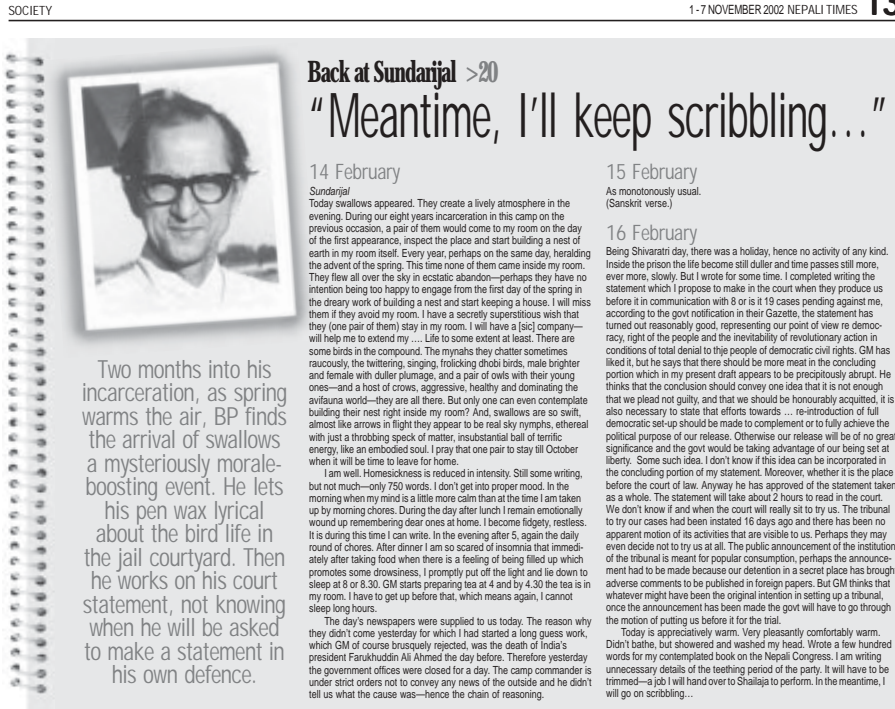 SOCIETY
1 - 7 NOVEMBER 2002 NEPALI TIMES 13
Back at Sundarijal >20
“Meantime, I’ll keep scribbling…”
Two months into his
incarceration, as spring
warms the air, BP finds
the arrival of swallows
a mysteriously morale-
boosting event. He lets
his pen wax lyrical
about the bird life in
the jail courtyard. Then
he works on his court
statement, not knowing
when he will be asked
to make a statement in
his own defence.
14 February
Sundarijal
Today swallows appeared. They create a lively atmosphere in the
evening. During our eight years incarceration in this camp on the
previous occasion, a pair of them would come to my room on the day
of the first appearance, inspect the place and start building a nest of
earth in my room itself. Every year, perhaps on the same day, heralding
the advent of the spring. This time none of them came inside my room.
They flew all over the sky in ecstatic abandon—perhaps they have no
intention being too happy to engage from the first day of the spring in
the dreary work of building a nest and start keeping a house. I will miss
them if they avoid my room. I have a secretly superstitious wish that
they (one pair of them) stay in my room. I will have a [sic] company—
will help me to extend my .... Life to some extent at least. There are
some birds in the compound. The mynahs they chatter sometimes
raucously, the twittering, singing, frolicking dhobi birds, male brighter
and female with duller plumage, and a pair of owls with their young
ones—and a host of crows, aggressive, healthy and dominating the
avifauna world—they are all there. But only one can even contemplate
building their nest right inside my room? And, swallows are so swift,
almost like arrows in flight they appear to be real sky nymphs, ethereal
with just a throbbing speck of matter, insubstantial ball of terrific
energy, like an embodied soul. I pray that one pair to stay till October
when it will be time to leave for home.
I am well. Homesickness is reduced in intensity. Still some writing,
but not much—only 750 words. I don’t get into proper mood. In the
morning when my mind is a little more calm than at the time I am taken
up by morning chores. During the day after lunch I remain emotionally
wound up remembering dear ones at home. I become fidgety, restless.
It is during this time I can write. In the evening after 5, again the daily
round of chores. After dinner I am so scared of insomnia that immedi-
ately after taking food when there is a feeling of being filled up which
promotes some drowsiness, I promptly put off the light and lie down to
sleep at 8 or 8.30. GM starts preparing tea at 4 and by 4.30 the tea is in
my room. I have to get up before that, which means again, I cannot
sleep long hours.
The day’s newspapers were supplied to us today. The reason why
they didn’t come yesterday for which I had started a long guess work,
which GM of course brusquely rejected, was the death of India’s
president Farukhuddin Ali Ahmed the day before. Therefore yesterday
the government offices were closed for a day. The camp commander is
under strict orders not to convey any news of the outside and he didn’t
tell us what the cause was—hence the chain of reasoning.
15 February
As monotonously usual.
(Sanskrit verse.)
16 February
Being Shivaratri day, there was a holiday, hence no activity of any kind.
Inside the prison the life become still duller and time passes still more,
ever more, slowly. But I wrote for some time. I completed writing the
statement which I propose to make in the court when they produce us
before it in communication with 8 or is it 19 cases pending against me,
according to the govt notification in their Gazette, the statement has
turned out reasonably good, representing our point of view re democ-
racy, right of the people and the inevitability of revolutionary action in
conditions of total denial to thje people of democratic civil rights. GM has
liked it, but he says that there should be more meat in the concluding
portion which in my present draft appears to be precipitously abrupt. He
thinks that the conclusion should convey one idea that it is not enough
that we plead not guilty, and that we should be honourably acquitted, it is
also necessary to state that efforts towards … re-introduction of full
democratic set-up should be made to complement or to fully achieve the
political purpose of our release. Otherwise our release will be of no great
significance and the govt would be taking advantage of our being set at
liberty. Some such idea. I don’t know if this idea can be incorporated in
the concluding portion of my statement. Moreover, whether it is the place
before the court of law. Anyway he has approved of the statement taken
as a whole. The statement will take about 2 hours to read in the court.
We don’t know if and when the court will really sit to try us. The tribunal
to try our cases had been instated 16 days ago and there has been no
apparent motion of its activities that are visible to us. Perhaps they may
even decide not to try us at all. The public announcement of the institution
of the tribunal is meant for popular consumption, perhaps the announce-
ment had to be made because our detention in a secret place has brough
adverse comments to be published in foreign papers. But GM thinks that
whatever might have been the original intention in setting up a tribunal,
once the announcement has been made the govt will have to go through
the motion of putting us before it for the trial.
Today is appreciatively warm. Very pleasantly comfortably warm.
Didn’t bathe, but showered and washed my head. Wrote a few hundred
words for my contemplated book on the Nepali Congress. I am writing
unnecessary details of the teething period of the party. It will have to be
trimmed—a job I will hand over to Shailaja to perform. In the meantime, I
will go on scribbling…